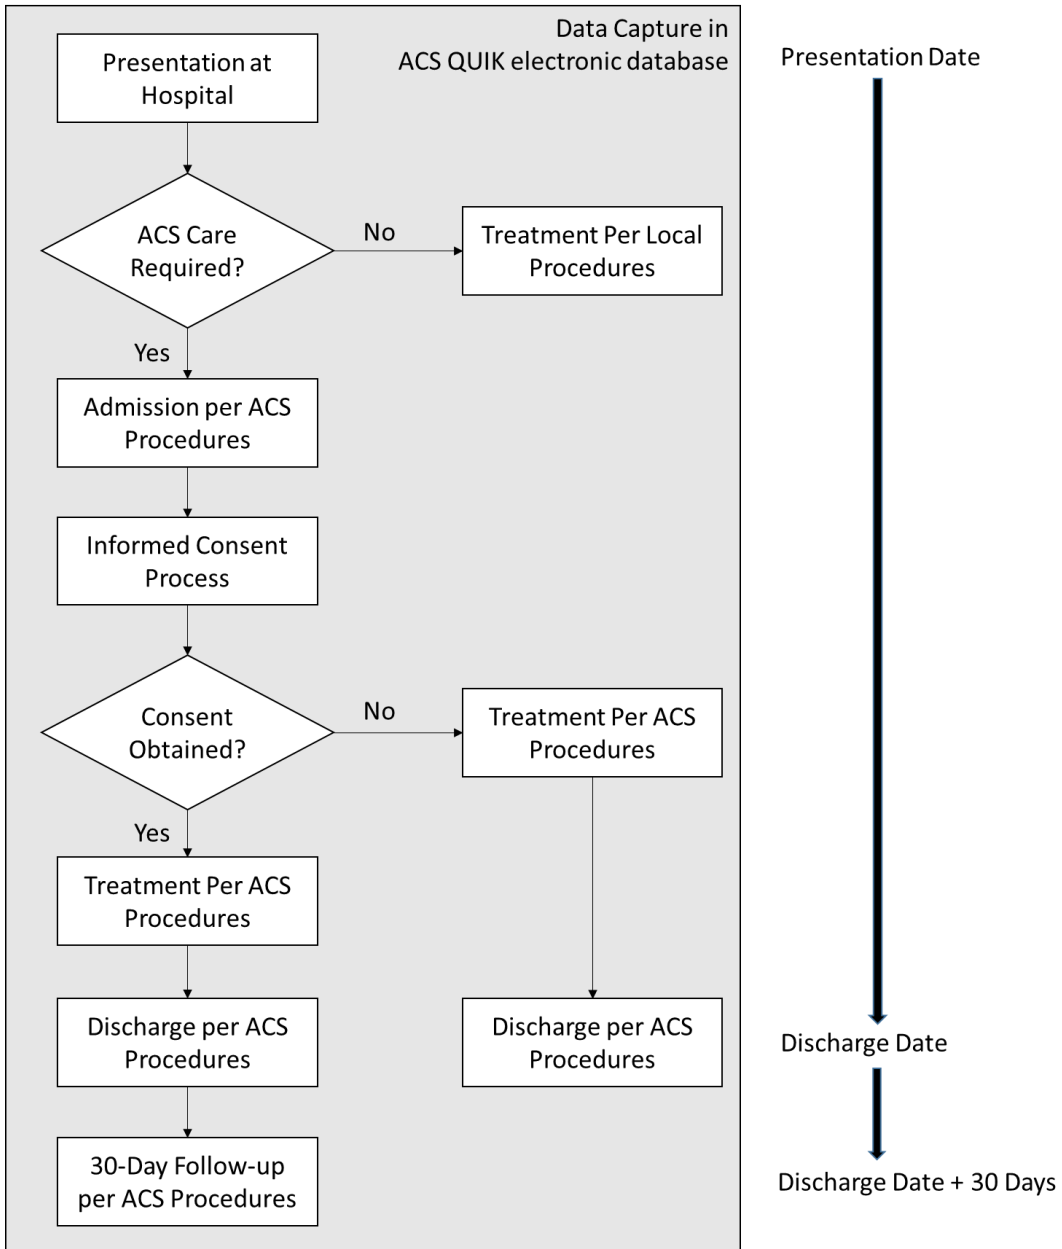 Data Capture in
ACS QUIK electronic database
Presentation at
Hospital
Presentation Date
ACS Care
Required?
No
Treatment Per Local
Procedures
Yes
Admission per ACS
Procedures
Informed Consent
Process
Consent
Obtained?
No
Treatment Per ACS
Procedures
Yes
Treatment Per ACS
Procedures
Discharge per ACS
Procedures
Discharge per ACS
Procedures
Discharge Date
30-Day Follow-up
per ACS Procedures
Discharge Date + 30 Days